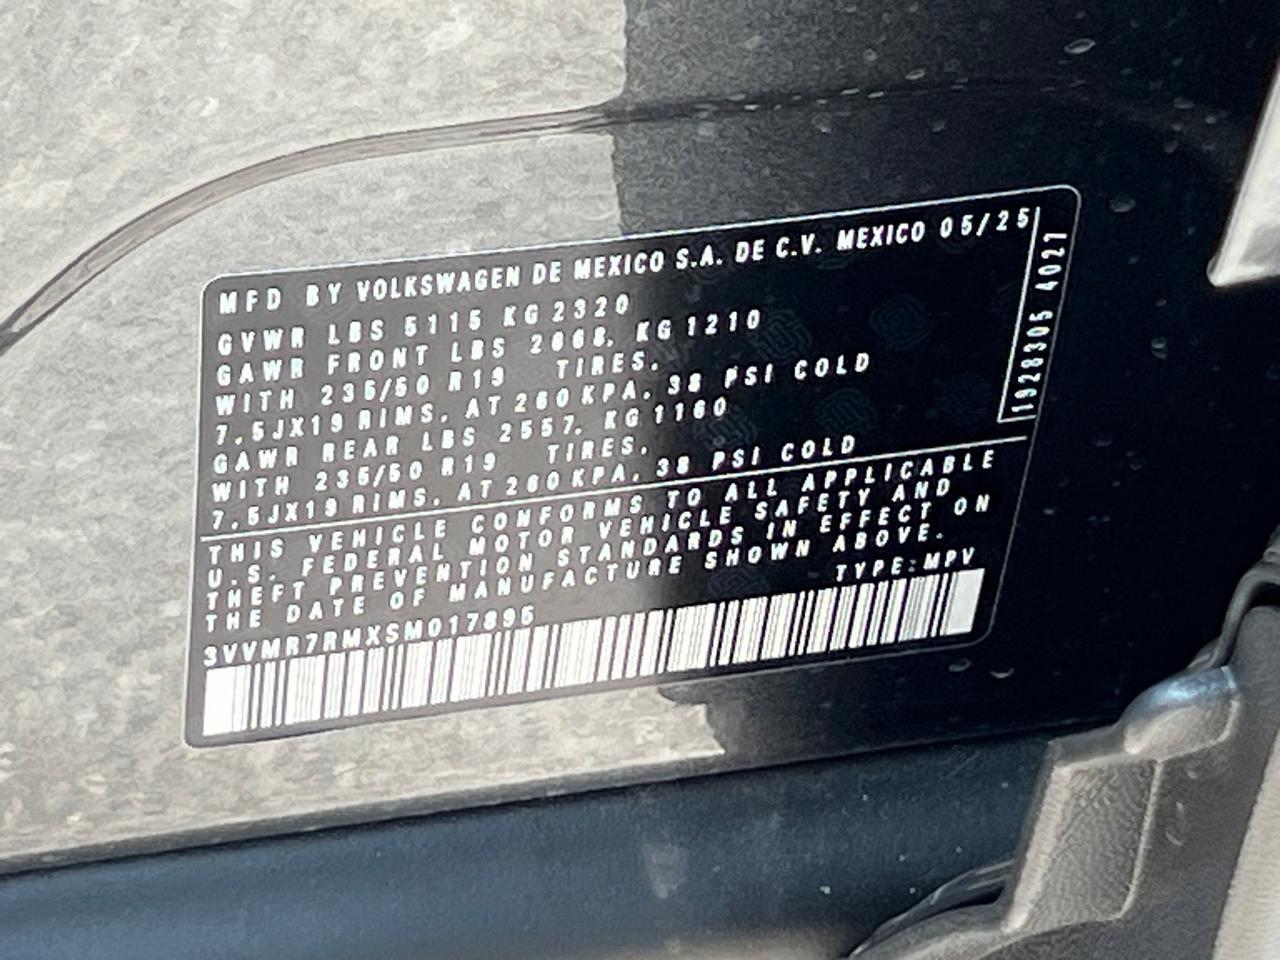 MFD BY VOLKSWAGEN DE MEXICO S.A. DE C.V. MEXICO 05/25
GVWR LBS 5115 KG 2320
GAWR FRONT LBS 2668, KG 1210
WITH 235/50 R19 TIRES,
7.5JX19 RIMS, AT 260 KPA, 38 PSI COLD
GAWR REAR LBS 2557, KG 1160
WITH 235/50 R19 TIRES,
7.5JX19 RIMS, AT 260 KPA, 38 PSI COLD
THIS VEHICLE CONFORMS TO ALL APPLICABLE
U.S. FEDERAL MOTOR VEHICLE SAFETY AND
THEFT PREVENTION STANDARDS IN EFFECT ON
THE DATE OF MANUFACTURE SHOWN ABOVE.
TYPE:MPV
3VVMR7RMXSM017895
1928305 4027